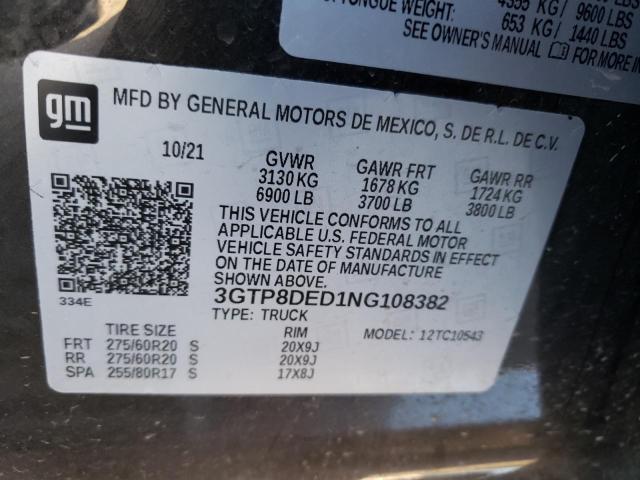 4355 KG/ 9600 LBS
TONGUE WEIGHT: 653 KG / 1440 LBS
SEE OWNER'S MANUAL FOR MORE
gm
MFD BY GENERAL MOTORS DE MEXICO, S. DE R.L. DE C.V.
10/21 GVWR GAWR FRT GAWR RR
3130 KG 1678 KG 1724 KG
6900 LB 3700 LB 3800 LB
THIS VEHICLE CONFORMS TO ALL
APPLICABLE U.S. FEDERAL MOTOR
VEHICLE SAFETY STANDARDS IN EFFECT
ON THE DATE OF MANUFACTURE
SHOWN ABOVE.
334E
3GTP8DED1NG108382
TYPE: TRUCK
TIRE SIZE RIM MODEL: 12TC10543
FRT 275/60R20 S 20X9J
RR 275/60R20 S 20X9J
SPA 255/80R17 S 17X8J